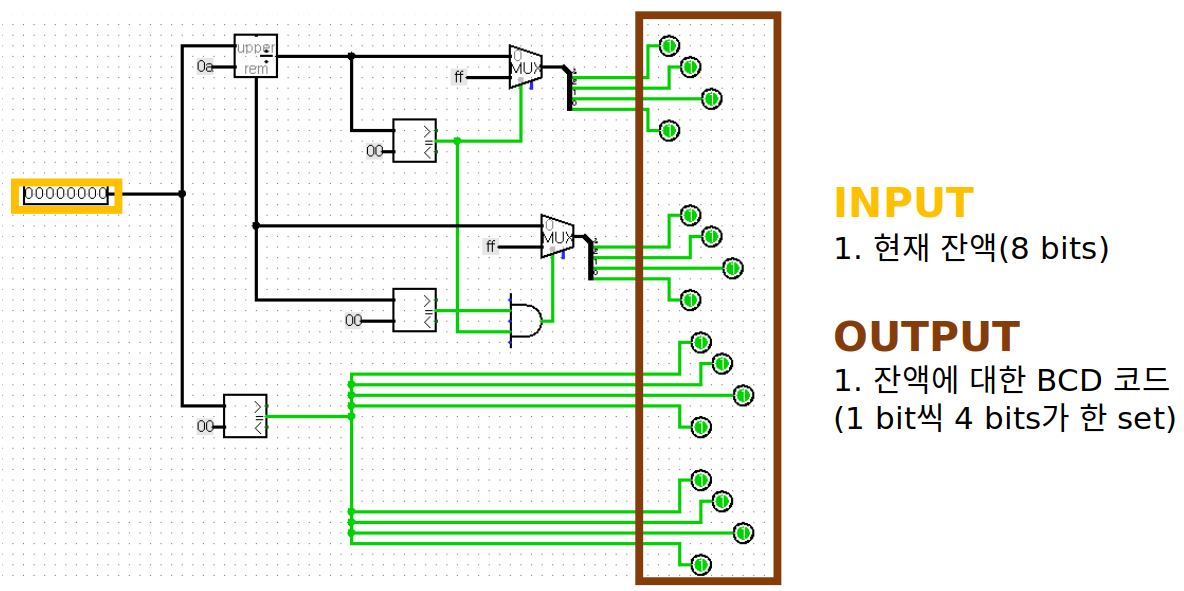 upper
0a
rem
0
MUX
ff
>
=
<
00
00000000
0
MUX
ff
>
=
<
00
>
=
<
00
INPUT
1. 현재 잔액(8 bits)
OUTPUT
1. 잔액에 대한 BCD 코드
(1 bit씩 4 bits가 한 set)